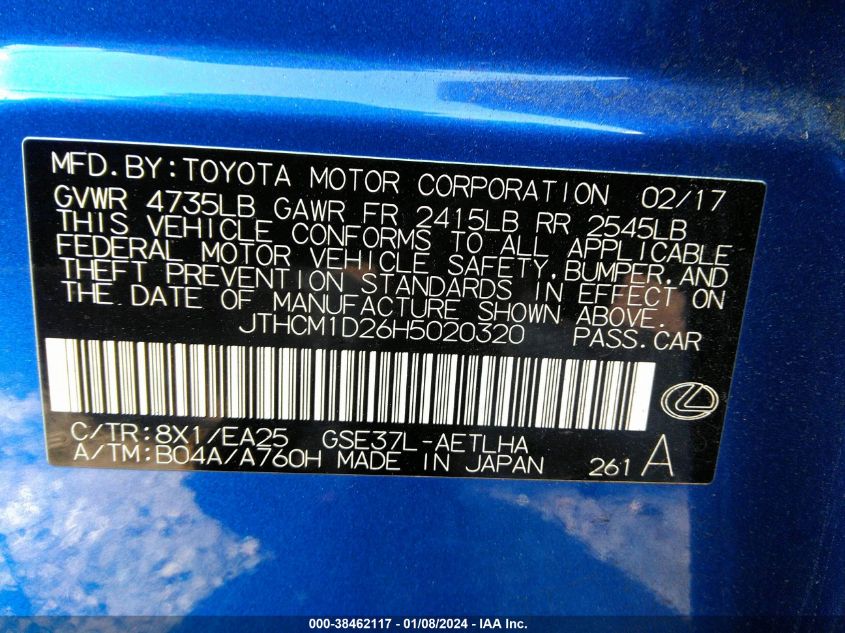 MFD.BY:TOYOTA MOTOR CORPORATION 02/17
GVWR 4735LB GAWR FR 2415LB RR 2545LB
THIS VEHICLE CONFORMS TO ALL APPLICABLE
FEDERAL MOTOR VEHICLE SAFETY,BUMPER,AND
THEFT PREVENTION STANDARDS IN EFFECT ON
THE DATE OF MANUFACTURE SHOWN ABOVE.
JTHCM1D26H5020320 PASS.CAR
C/TR:8X1/EA25 GSE37L-AETLHA
A/TM:B04A/A760H MADE IN JAPAN 261 A
000-38462117 - 01/08/2024 - IAA Inc.